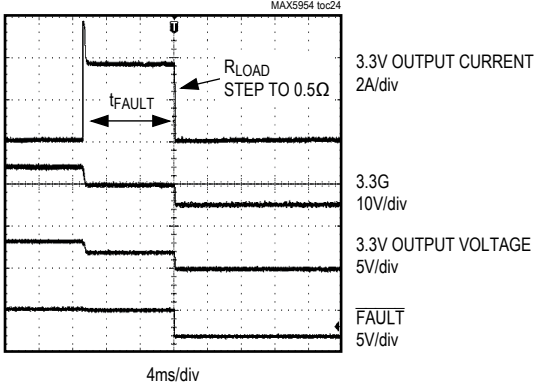 MAX5954 toc24
T
RLOAD
STEP TO 0.5Ω
tFAULT
3.3V OUTPUT CURRENT
2A/div
3.3G
10V/div
3.3V OUTPUT VOLTAGE
5V/div
FAULT
5V/div
4ms/div